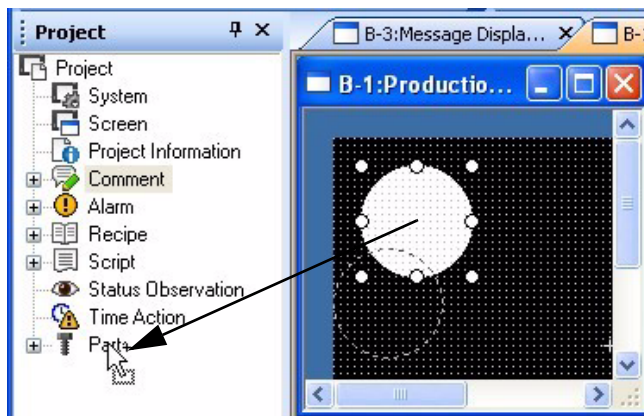 Project
B-3:Message Displa...
B-
Project
System
Screen
Project Information
Comment
Alarm
Recipe
Script
Status Observation
Time Action
Parts
B-1:Productio...